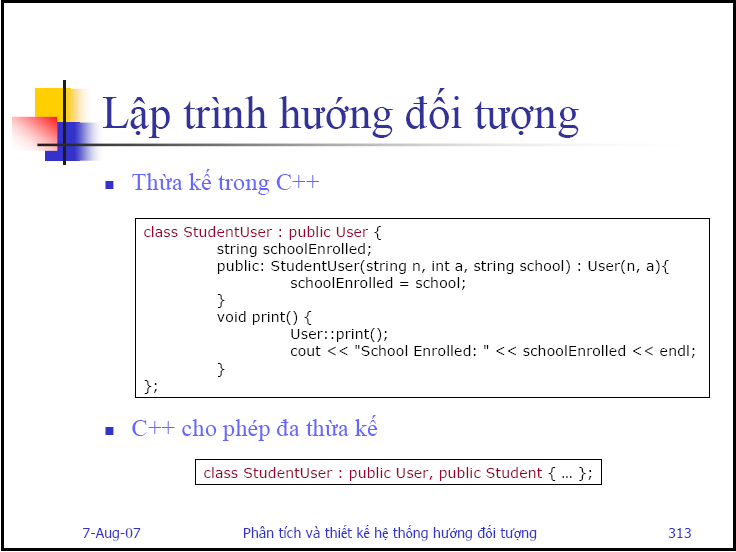 Lập trình hướng đối tượng
Thừa kế trong C++
class StudentUser : public User {
string schoolEnrolled;
public: StudentUser(string n, int a, string school) : User(n, a){
schoolEnrolled = school;
}
void print() {
User::print();
cout << "School Enrolled: " << schoolEnrolled << endl;
}
};
C++ cho phép đa thừa kế
class StudentUser : public User, public Student { … };
7-Aug-07
Phân tích và thiết kế hệ thống hướng đối tượng
313